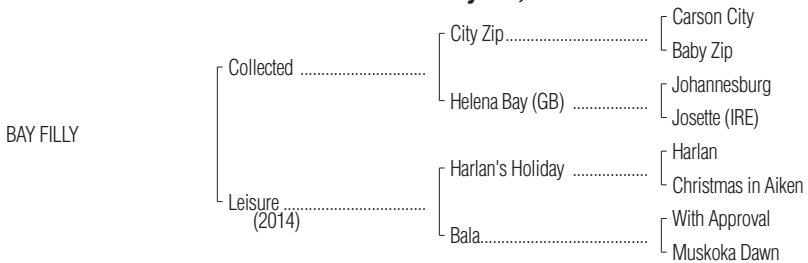 Carson City
City Zip
Baby Zip
Collected
Johannesburg
Helena Bay (GB)
Josette (IRE)
BAY FILLY
Harlan
Harlan's Holiday
Christmas in Aiken
Leisure
(2014)
With Approval
Bala
Muskoka Dawn